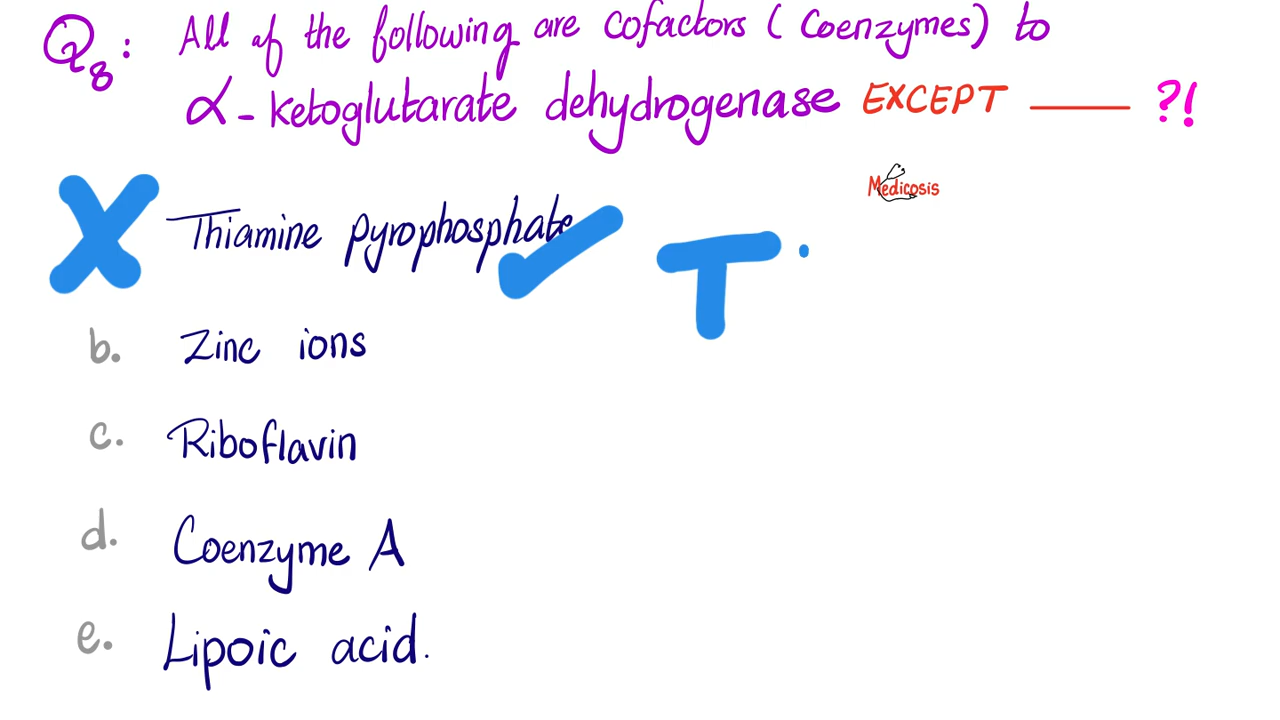 Q8: All of the following are cofactors (Coenzymes) to
α-ketoglutarate dehydrogenase EXCEPT ______ ?!
Medicosis
X Thiamine pyrophosphate ✓ T.
b. Zinc ions
c. Riboflavin
d. Coenzyme A
e. Lipoic acid.